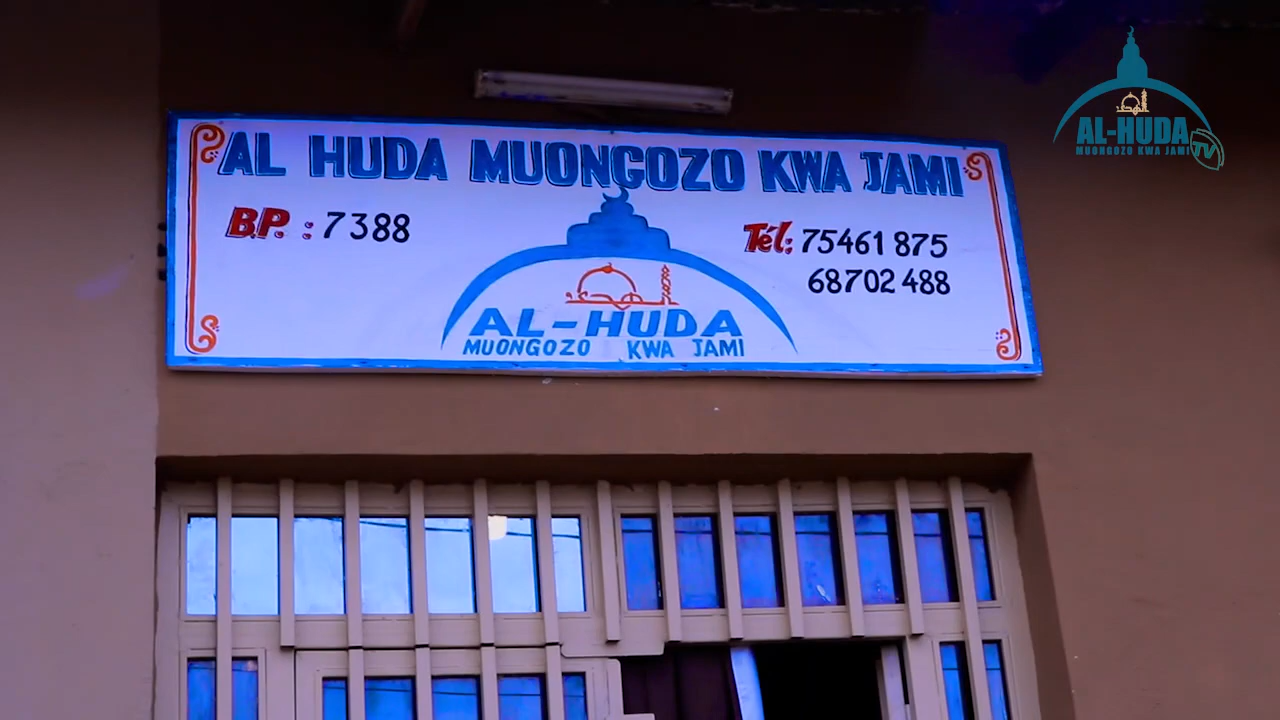 AL HUDA MUONGOZO KWA JAMI
B.P. : 7388
Tél: 75461 875
68702 488
AL-HUDA
MUONGOZO KWA JAMI
AL-HUDA
MUONGOZO KWA JAMI TV